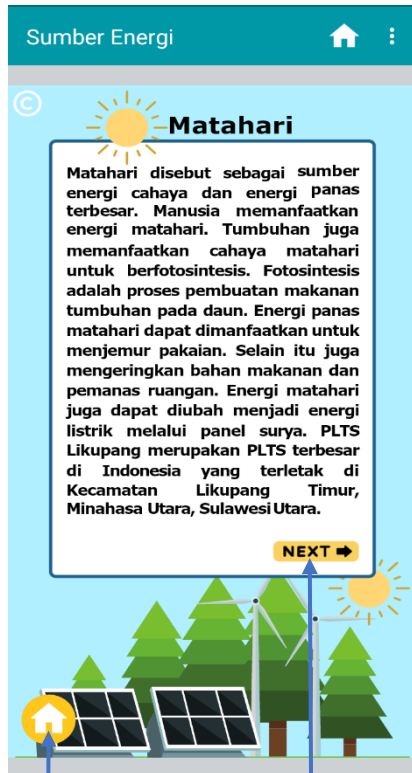 Sumber Energi
©
Matahari
Matahari disebut sebagai sumber
energi cahaya dan energi panas
terbesar. Manusia memanfaatkan
energi matahari. Tumbuhan juga
memanfaatkan cahaya matahari
untuk berfotosintesis. Fotosintesis
adalah proses pembuatan makanan
tumbuhan pada daun. Energi panas
matahari dapat dimanfaatkan untuk
menjemur pakaian. Selain itu juga
mengeringkan bahan makanan dan
pemanas ruangan. Energi matahari
juga dapat diubah menjadi energi
listrik melalui panel surya. PLTS
Likupang merupakan PLTS terbesar
di Indonesia yang terletak di
Kecamatan Likupang Timur,
Minahasa Utara, Sulawesi Utara.
NEXT